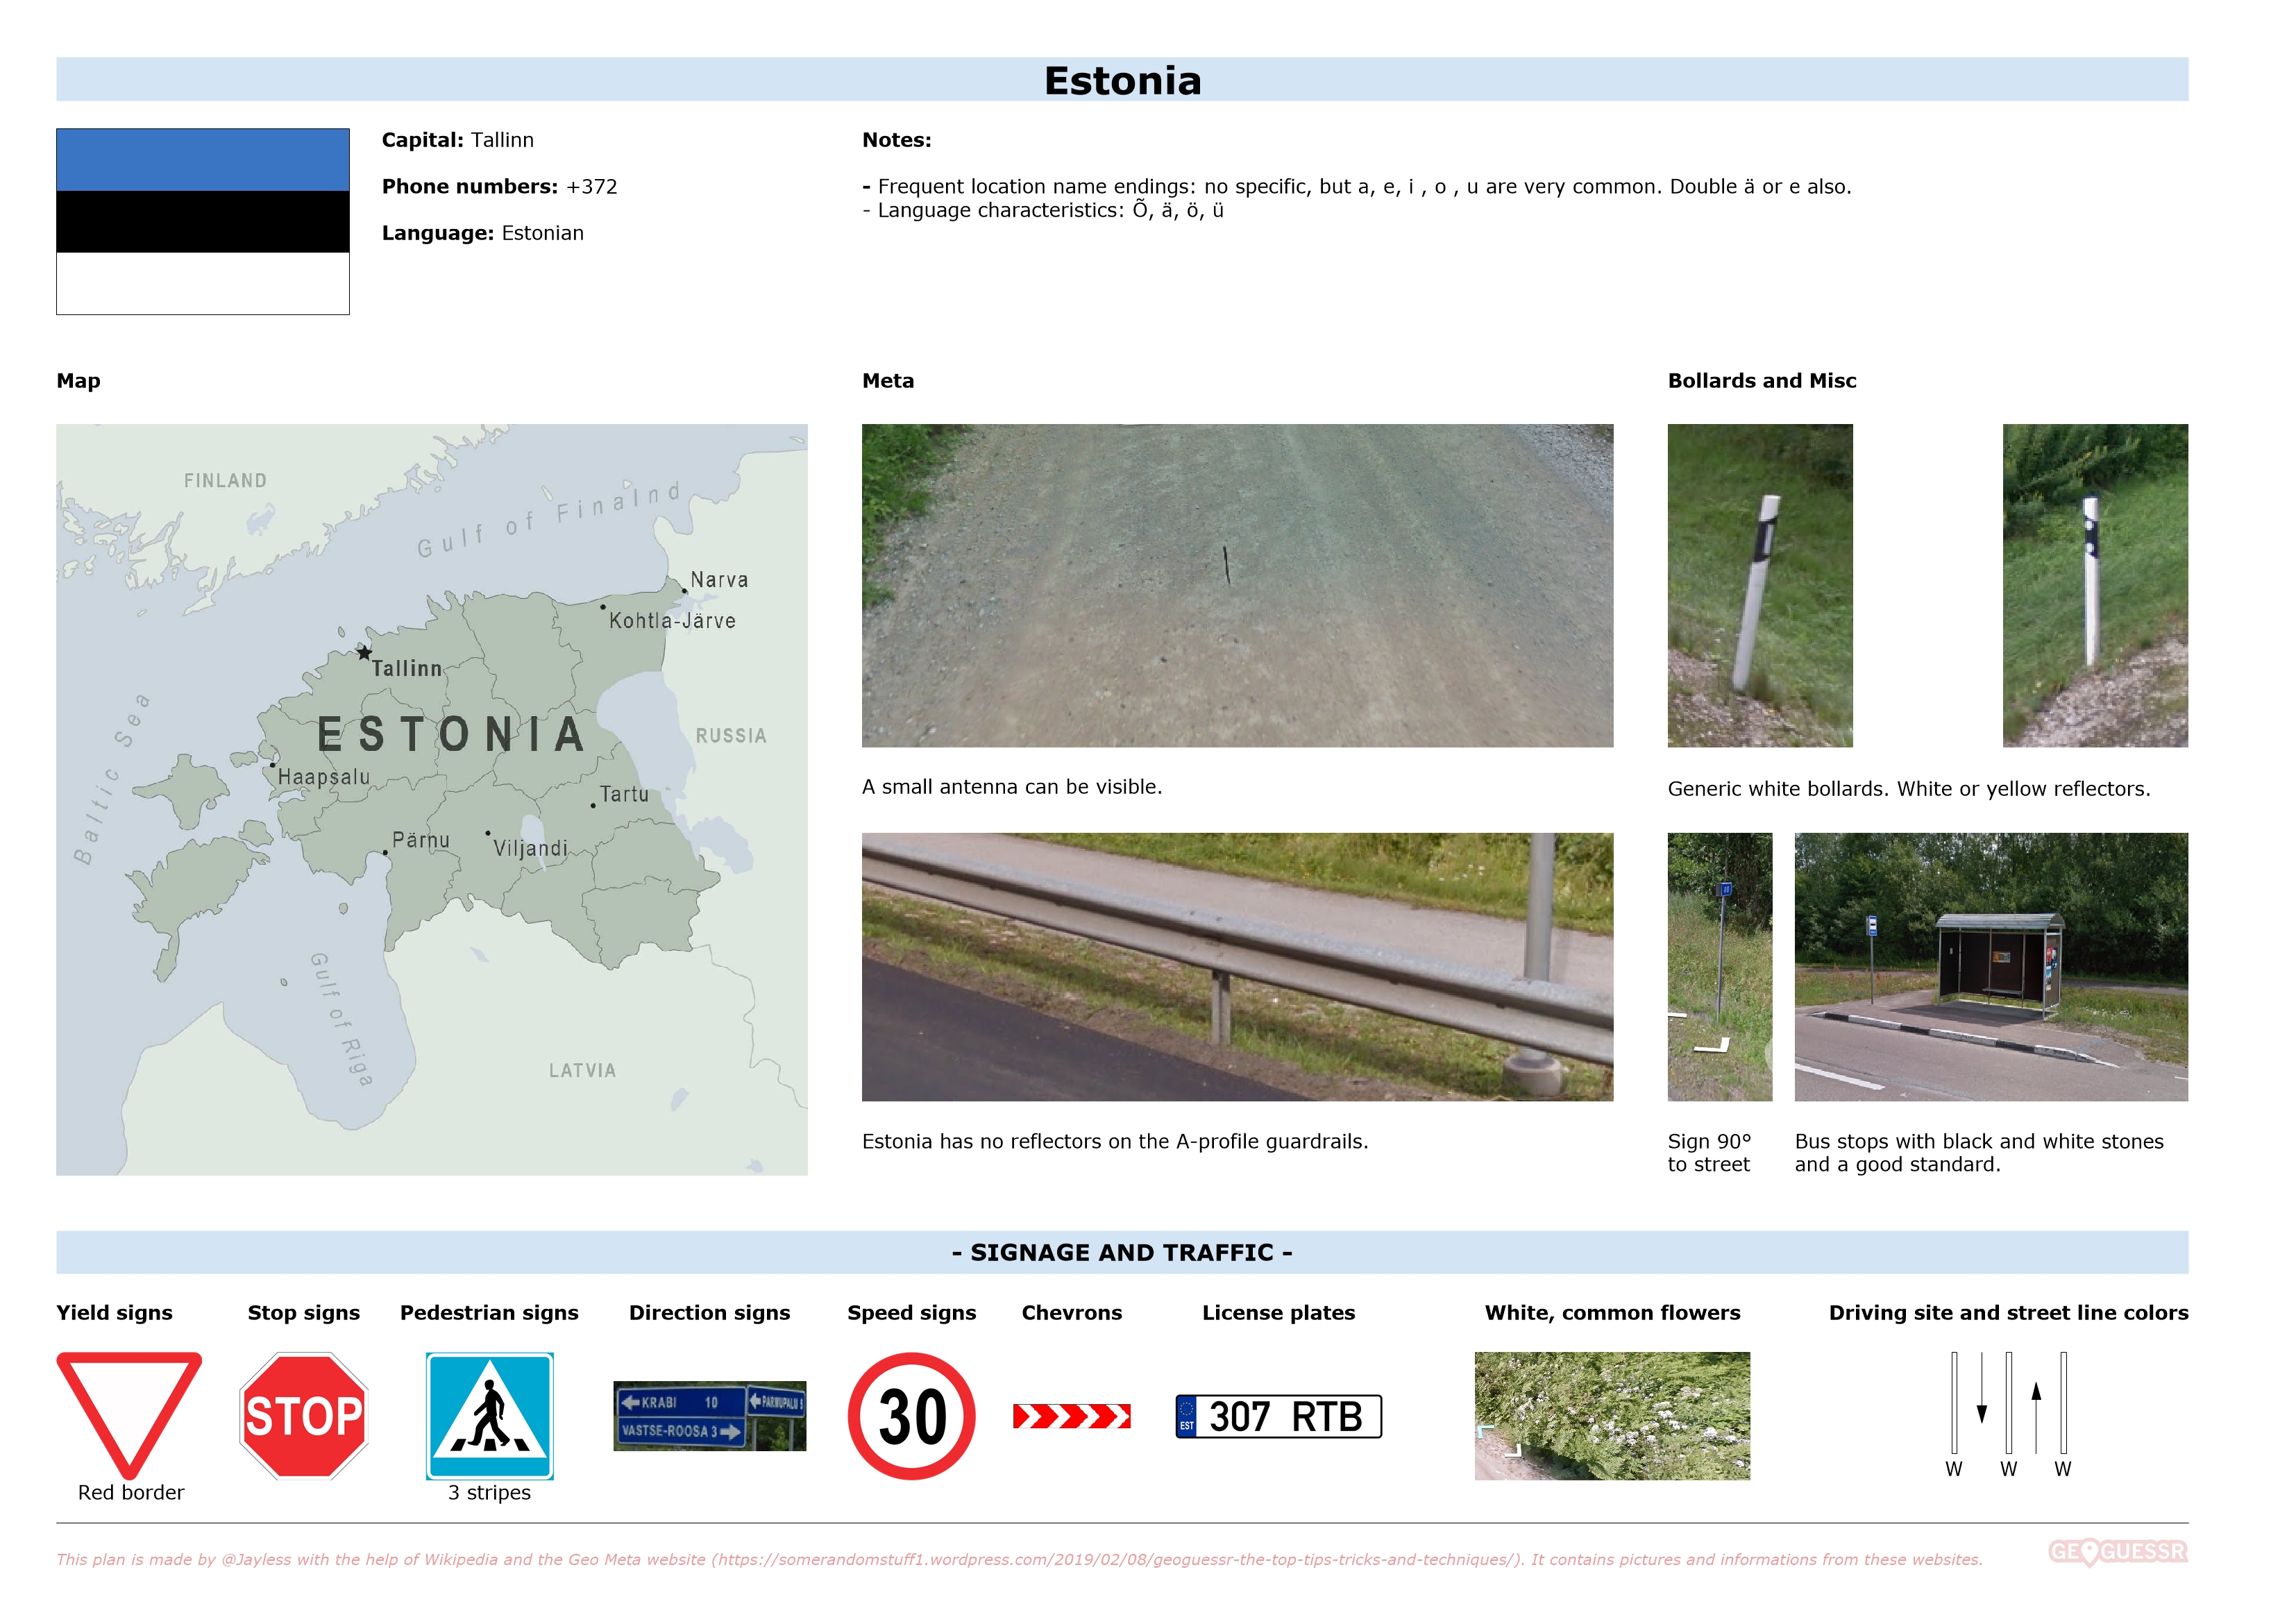 Estonia
Capital: Tallinn
Phone numbers: +372
Language: Estonian
Notes:
- Frequent location name endings: no specific, but a, e, i , o , u are very common. Double ä or e also.
- Language characteristics: Õ, ä, ö, ü
Map
FINLAND
Gulf of Finalnd
Narva
Kohtla-Järve
Tallinn
ESTONIA
RUSSIA
Baltic Sea
Haapsalu
Tartu
Pärnu
Viljandi
Gulf of Riga
LATVIA
Meta
A small antenna can be visible.
Estonia has no reflectors on the A-profile guardrails.
Bollards and Misc
Generic white bollards. White or yellow reflectors.
Sign 90°
to street
Bus stops with black and white stones
and a good standard.
- SIGNAGE AND TRAFFIC -
Yield signs
Red border
Stop signs
STOP
Pedestrian signs
3 stripes
Direction signs
KRABI 10
VASTSE-ROOSA 3
Speed signs
30
Chevrons
License plates
EST
307 RTB
White, common flowers
Driving site and street line colors
W W W
This plan is made by @Jayless with the help of Wikipedia and the Geo Meta website (https://somerandomstuff1.wordpress.com/2019/02/08/geoguessr-the-top-tips-tricks-and-techniques/). It contains pictures and informations from these websites.
GEOGUESSR